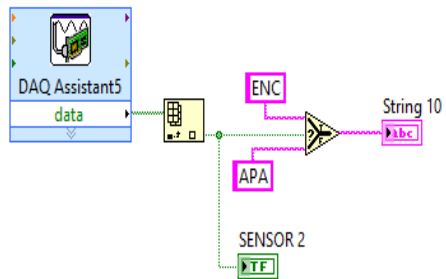 DAQ Assistant5
data
ENC
String 10
abc
?
T
F
APA
SENSOR 2
TF